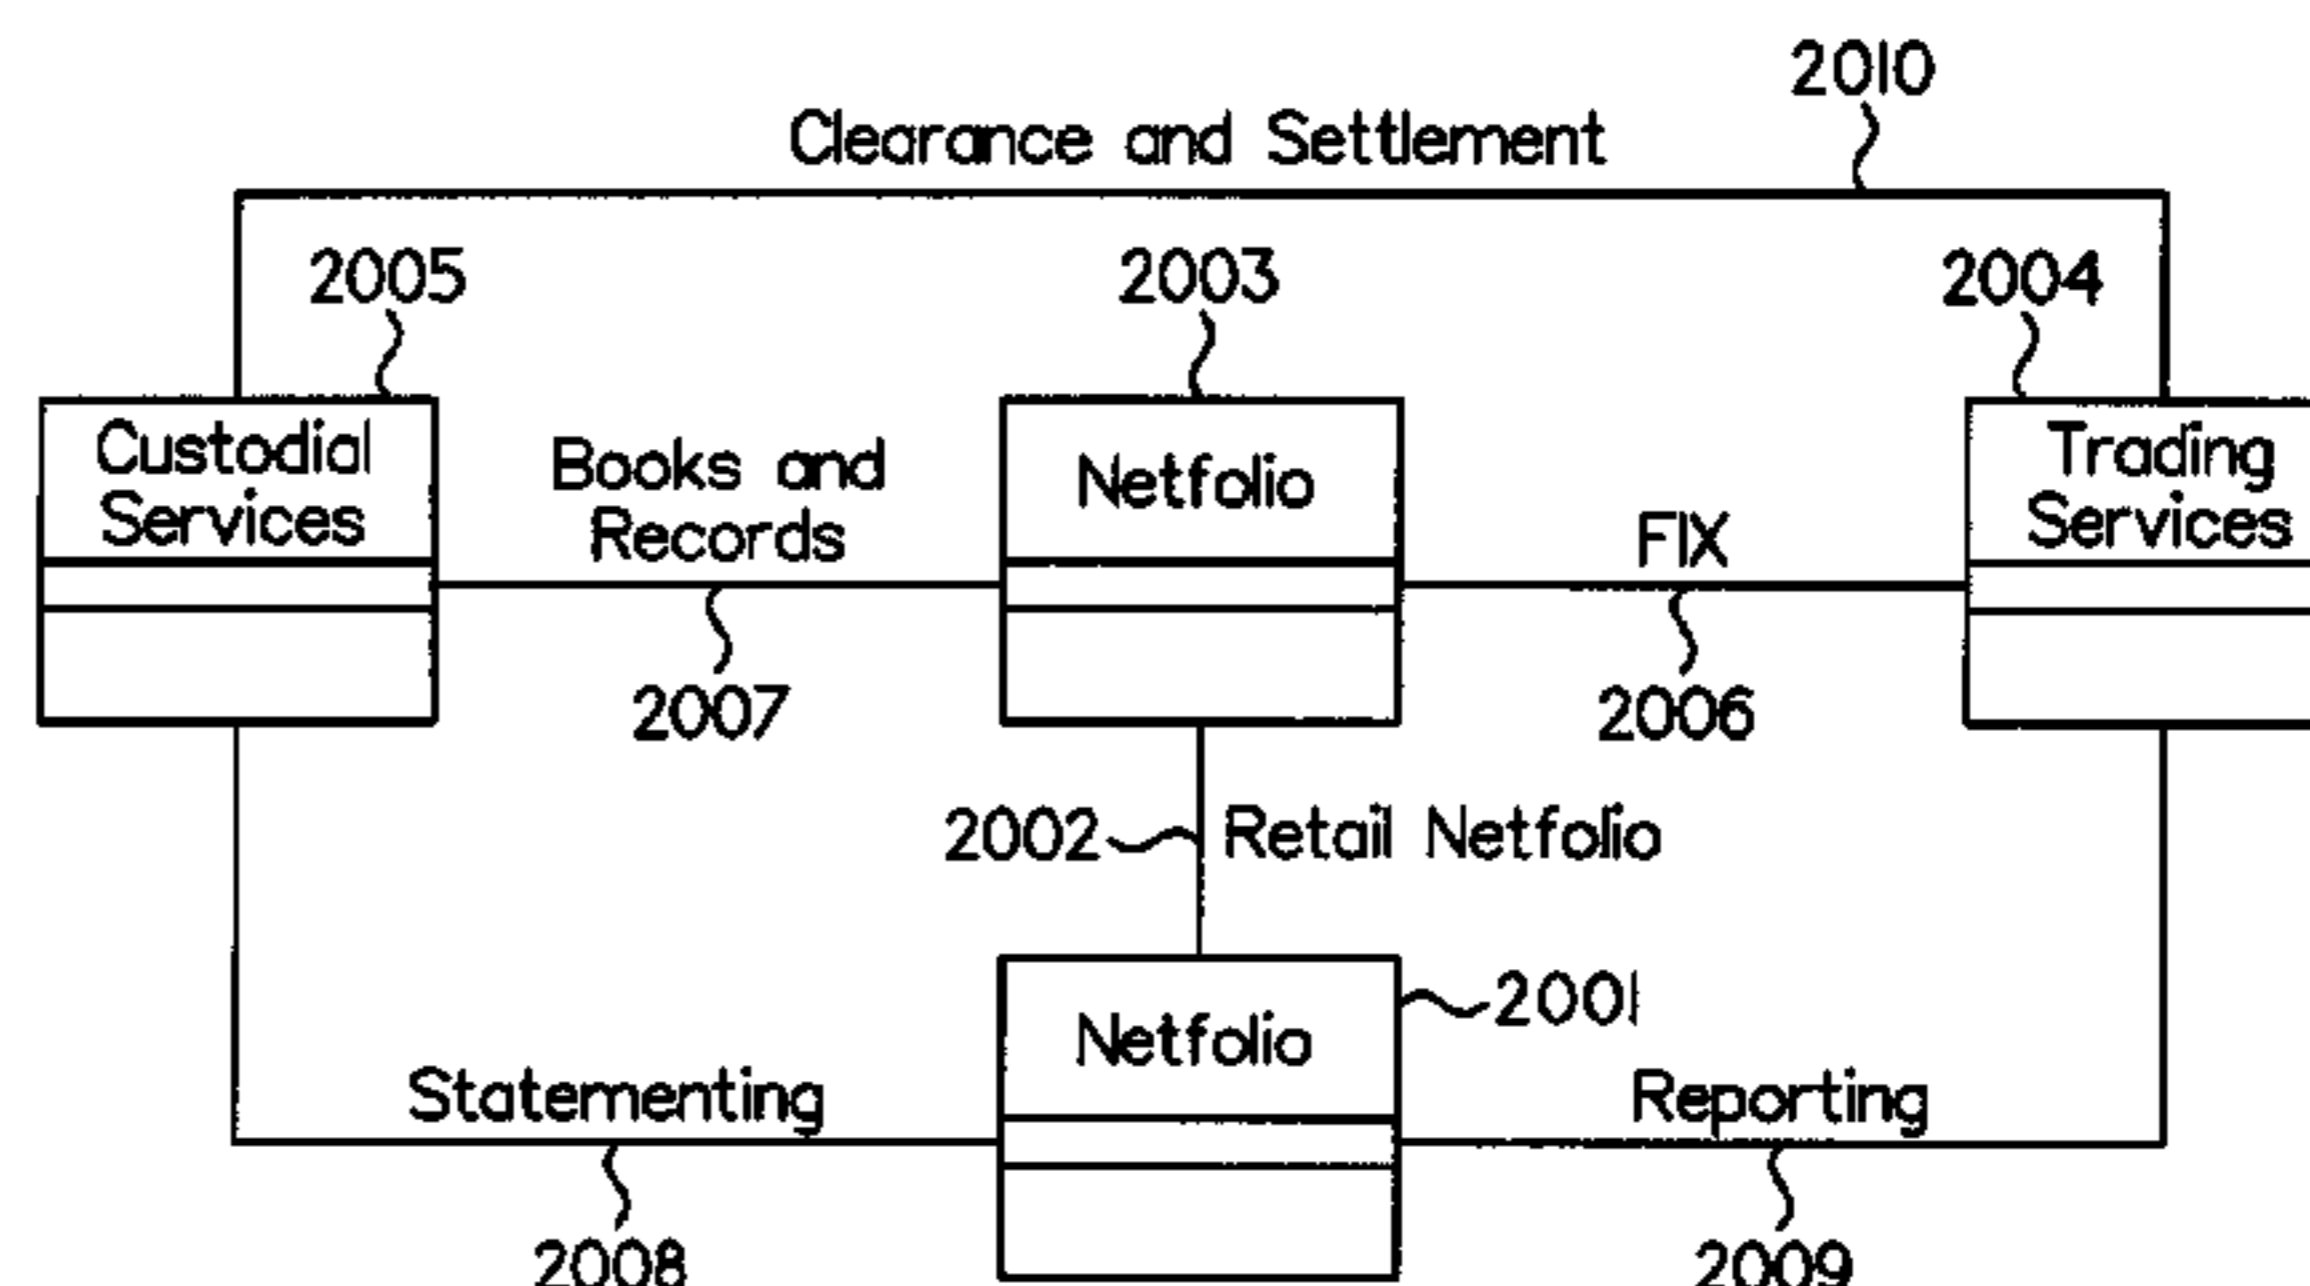 2010
Clearance and Settlement
2005
2003
2004
Custodial
Services
Books and
Records
Netfolio
FIX
Trading
Services
2007
2006
2002
Retail Netfolio
Netfolio
2001
Statementing
Reporting
2008
2009